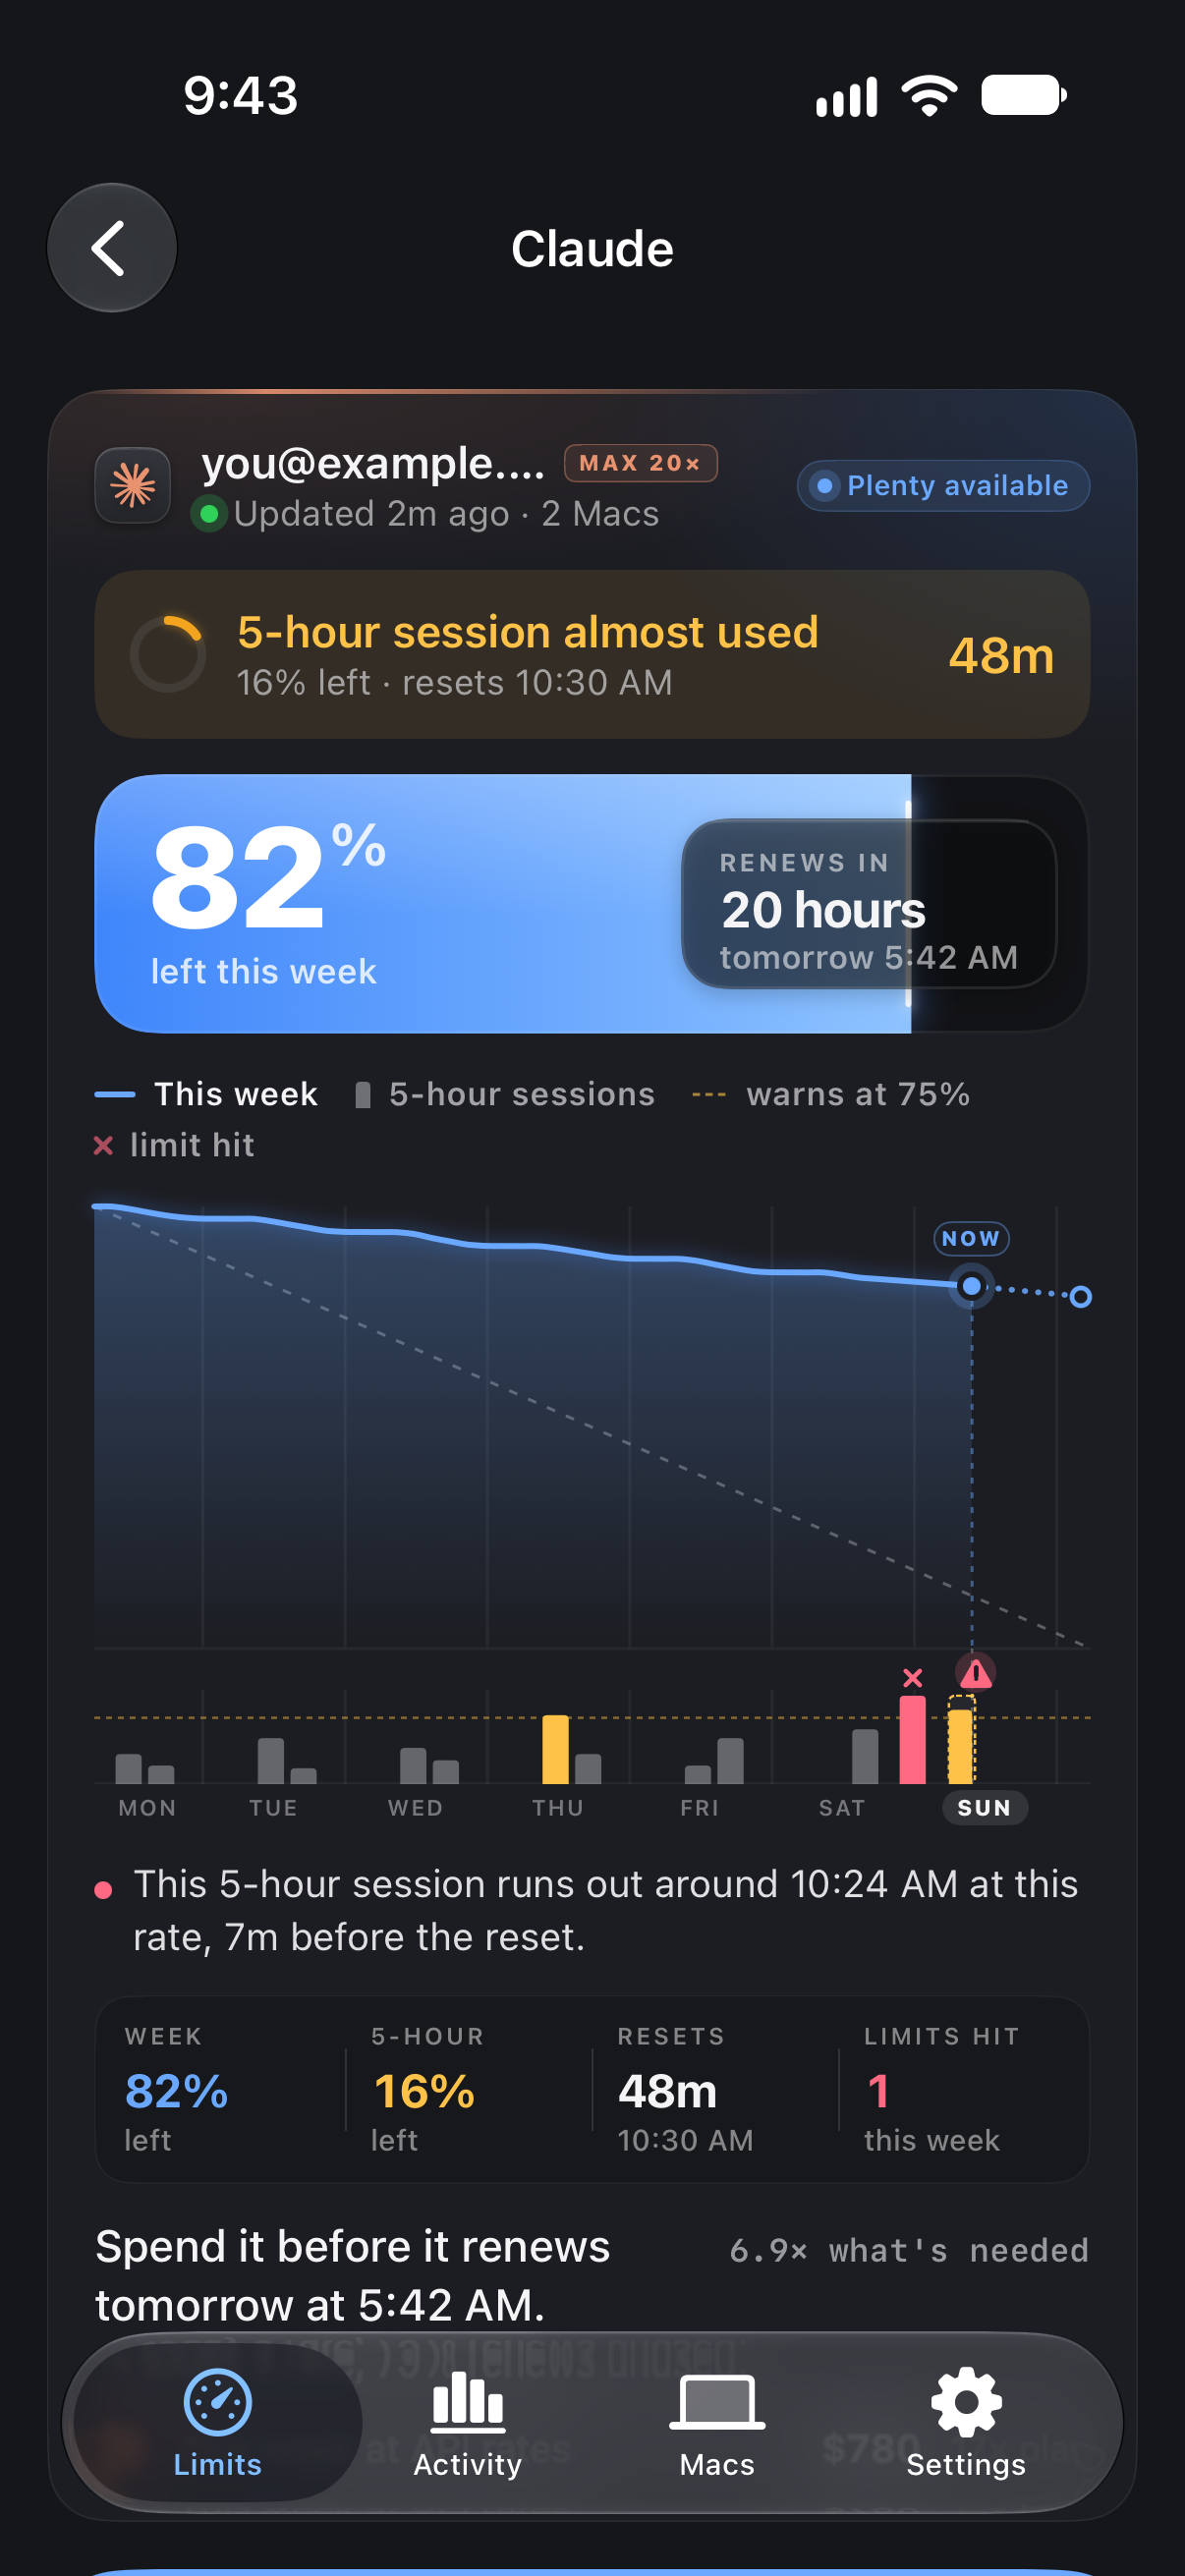 9:43
Claude
you@example.... MAX 20×
Updated 2m ago · 2 Macs
Plenty available
5-hour session almost used
16% left · resets 10:30 AM
48m
82%
left this week
RENEWS IN
20 hours
tomorrow 5:42 AM
This week 5-hour sessions warns at 75%
limit hit
NOW
MON TUE WED THU FRI SAT SUN
This 5-hour session runs out around 10:24 AM at this
rate, 7m before the reset.
WEEK
82%
left
5-HOUR
16%
left
RESETS
48m
10:30 AM
LIMITS HIT
1
this week
Spend it before it renews
tomorrow at 5:42 AM.
6.9× what's needed
at API rates
$780
Limits Activity Macs Settings